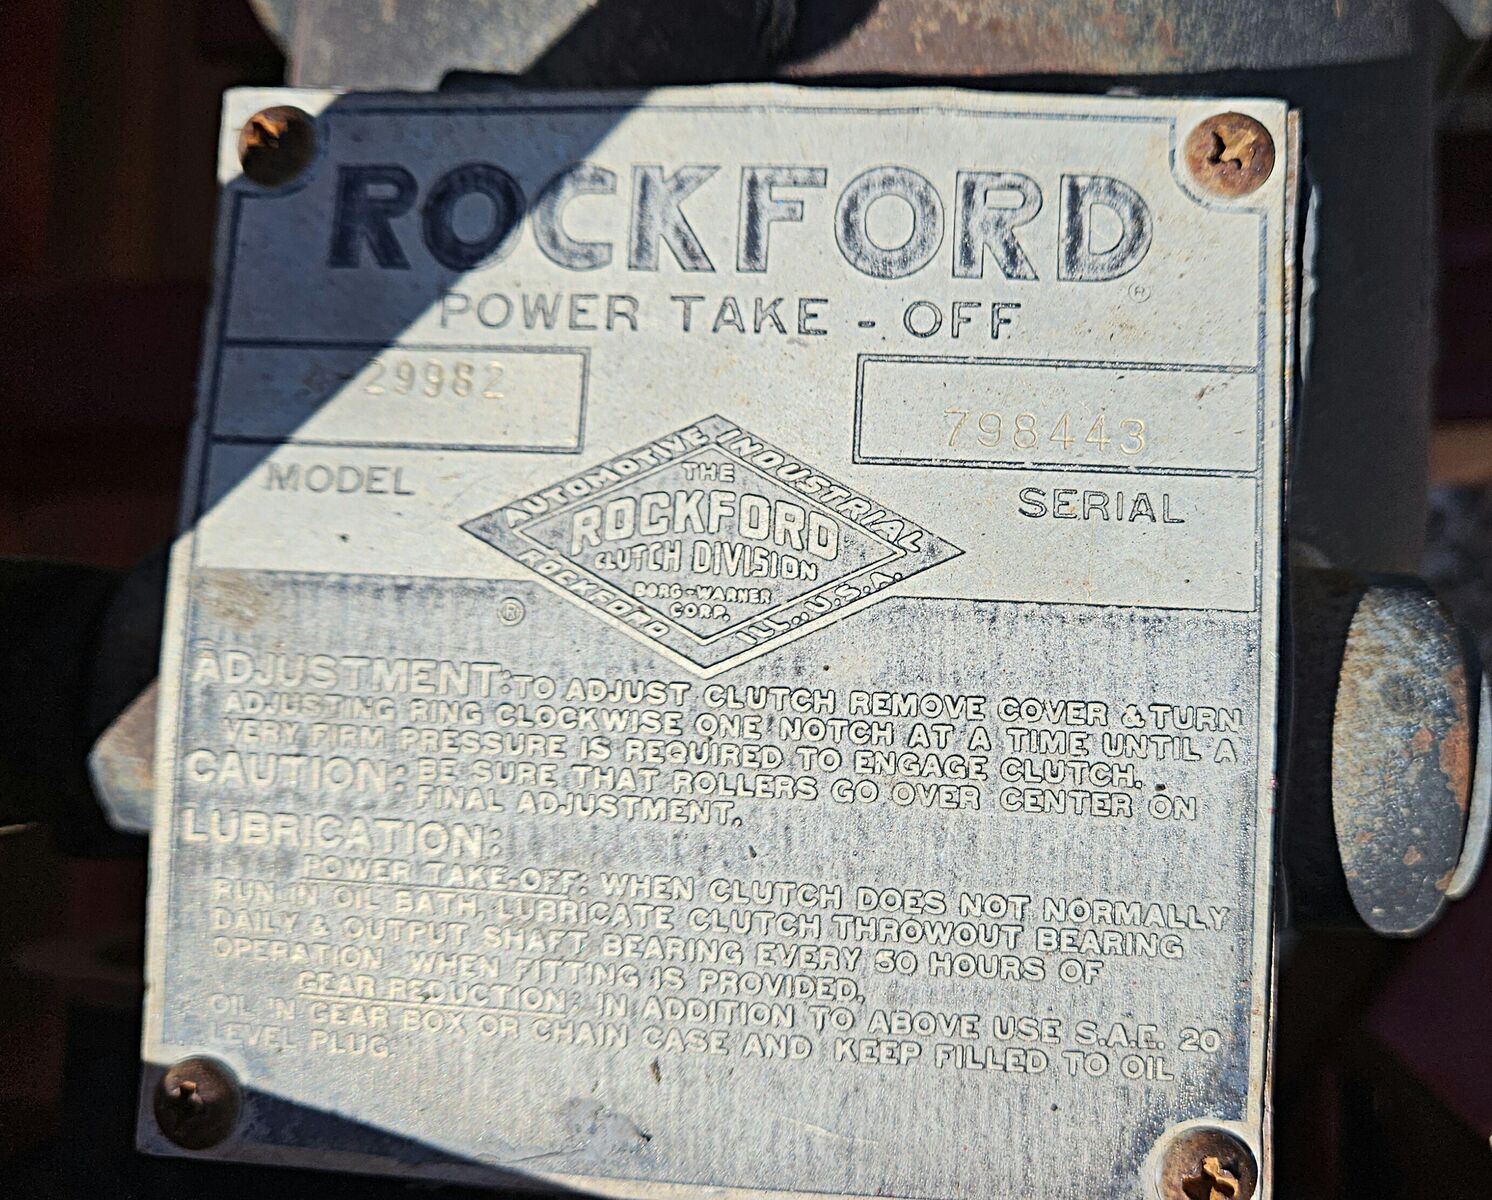 ROCKFORD
®
POWER TAKE-OFF
4-29982
798443
MODEL
SERIAL
AUTOMOTIVE INDUSTRIAL
THE
ROCKFORD
CLUTCH DIVISION
BORG-WARNER
CORP.
ROCKFORD ILL., U.S.A.
®
ADJUSTMENT: TO ADJUST CLUTCH REMOVE COVER & TURN
ADJUSTING RING CLOCKWISE ONE NOTCH AT A TIME UNTIL A
VERY FIRM PRESSURE IS REQUIRED TO ENGAGE CLUTCH.
CAUTION: BE SURE THAT ROLLERS GO OVER CENTER ON
FINAL ADJUSTMENT.
LUBRICATION:
POWER TAKE-OFF: WHEN CLUTCH DOES NOT NORMALLY
RUN IN OIL BATH, LUBRICATE CLUTCH THROWOUT BEARING
DAILY & OUTPUT SHAFT BEARING EVERY 50 HOURS OF
OPERATION WHEN FITTING IS PROVIDED.
GEAR REDUCTION: IN ADDITION TO ABOVE USE S.A.E. 20
OIL IN GEAR BOX OR CHAIN CASE AND KEEP FILLED TO OIL
LEVEL PLUG.